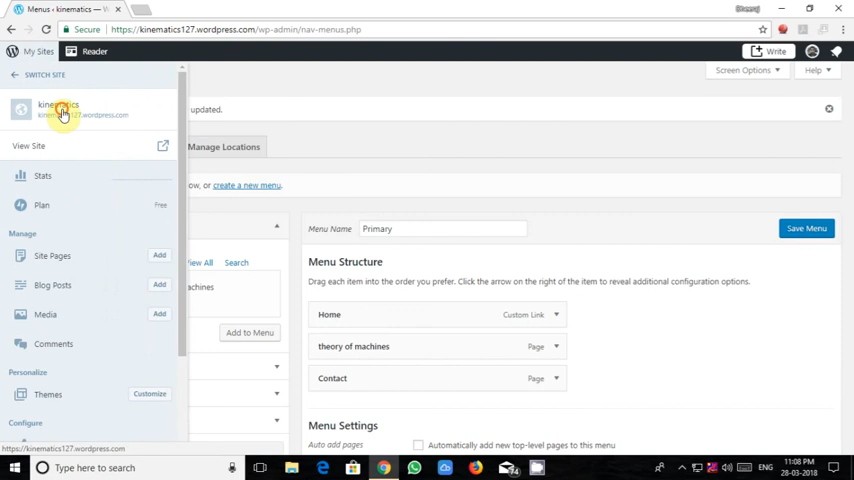 Menus ‹ kinematics — W
Secure
https://kinematics127.wordpress.com/wp-admin/nav-menus.php
My Sites
Reader
Write
SWITCH SITE
Screen Options
Help
kinematics
kinematics127.wordpress.com
updated.
View Site
Manage Locations
Stats
ow, or create a new menu.
Plan
Free
Menu Name
Primary
Save Menu
Manage
Site Pages
Add
View All
Search
Menu Structure
Drag each item into the order you prefer. Click the arrow on the right of the item to reveal additional configuration options.
Blog Posts
Add
achines
Media
Add
Home
Custom Link
Add to Menu
Comments
theory of machines
Page
Personalize
Contact
Page
Themes
Customize
Configure
Menu Settings
Auto add pages
Automatically add new top-level pages to this menu
https://kinematics127.wordpress.com
Type here to search
74
ENG
11:08 PM
28-03-2018